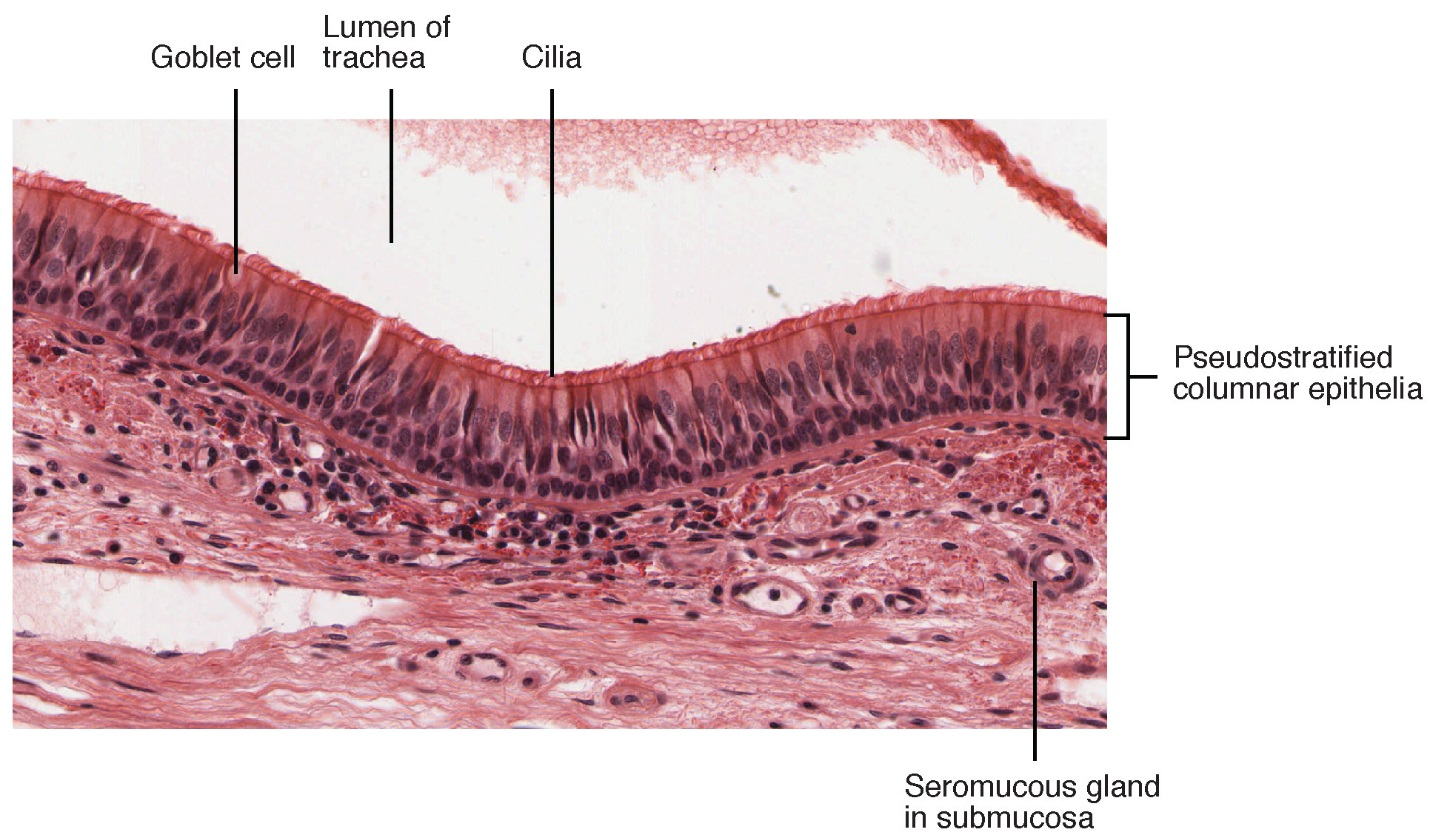 Lumen of
trachea
Goblet cell
Cilia
Pseudostratified
columnar epithelia
Seromucous gland
in submucosa